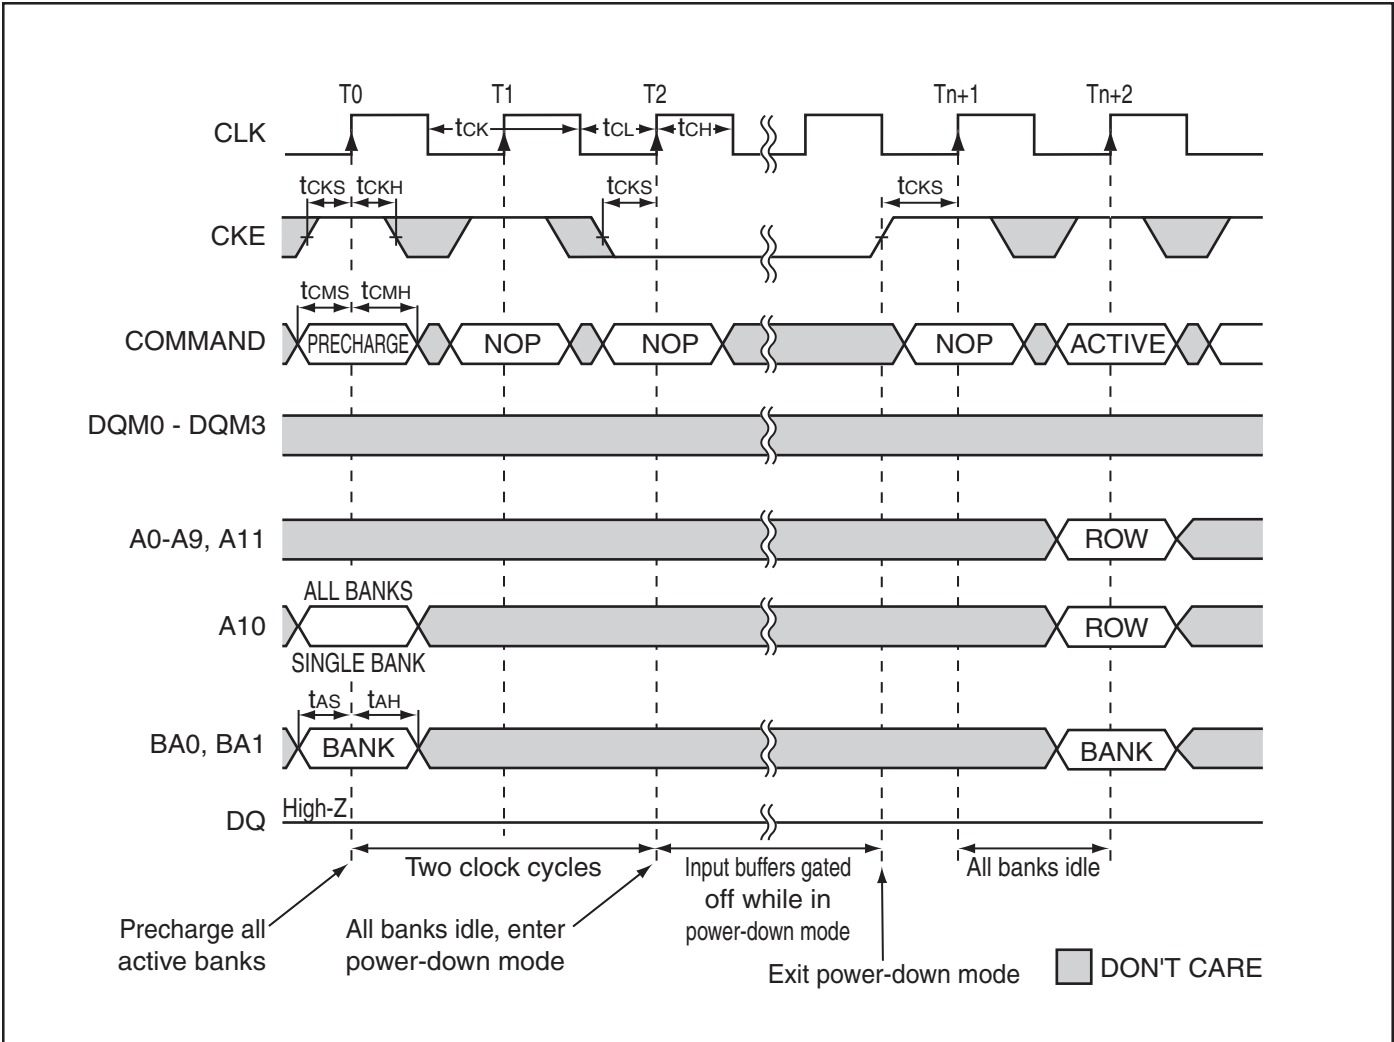 T0 T1 T2 Tn+1 Tn+2
CLK tCK tCL tCH
tCKS tCKH tCKS tCKS
CKE
tCMS tCMH
COMMAND PRECHARGE NOP NOP NOP ACTIVE
DQM0 - DQM3
A0-A9, A11 ROW
ALL BANKS
A10 ROW
SINGLE BANK
tAS tAH
BA0, BA1 BANK BANK
High-Z
DQ
Two clock cycles
Input buffers gated
off while in
power-down mode
All banks idle
Precharge all
active banks
All banks idle, enter
power-down mode
Exit power-down mode
DON'T CARE